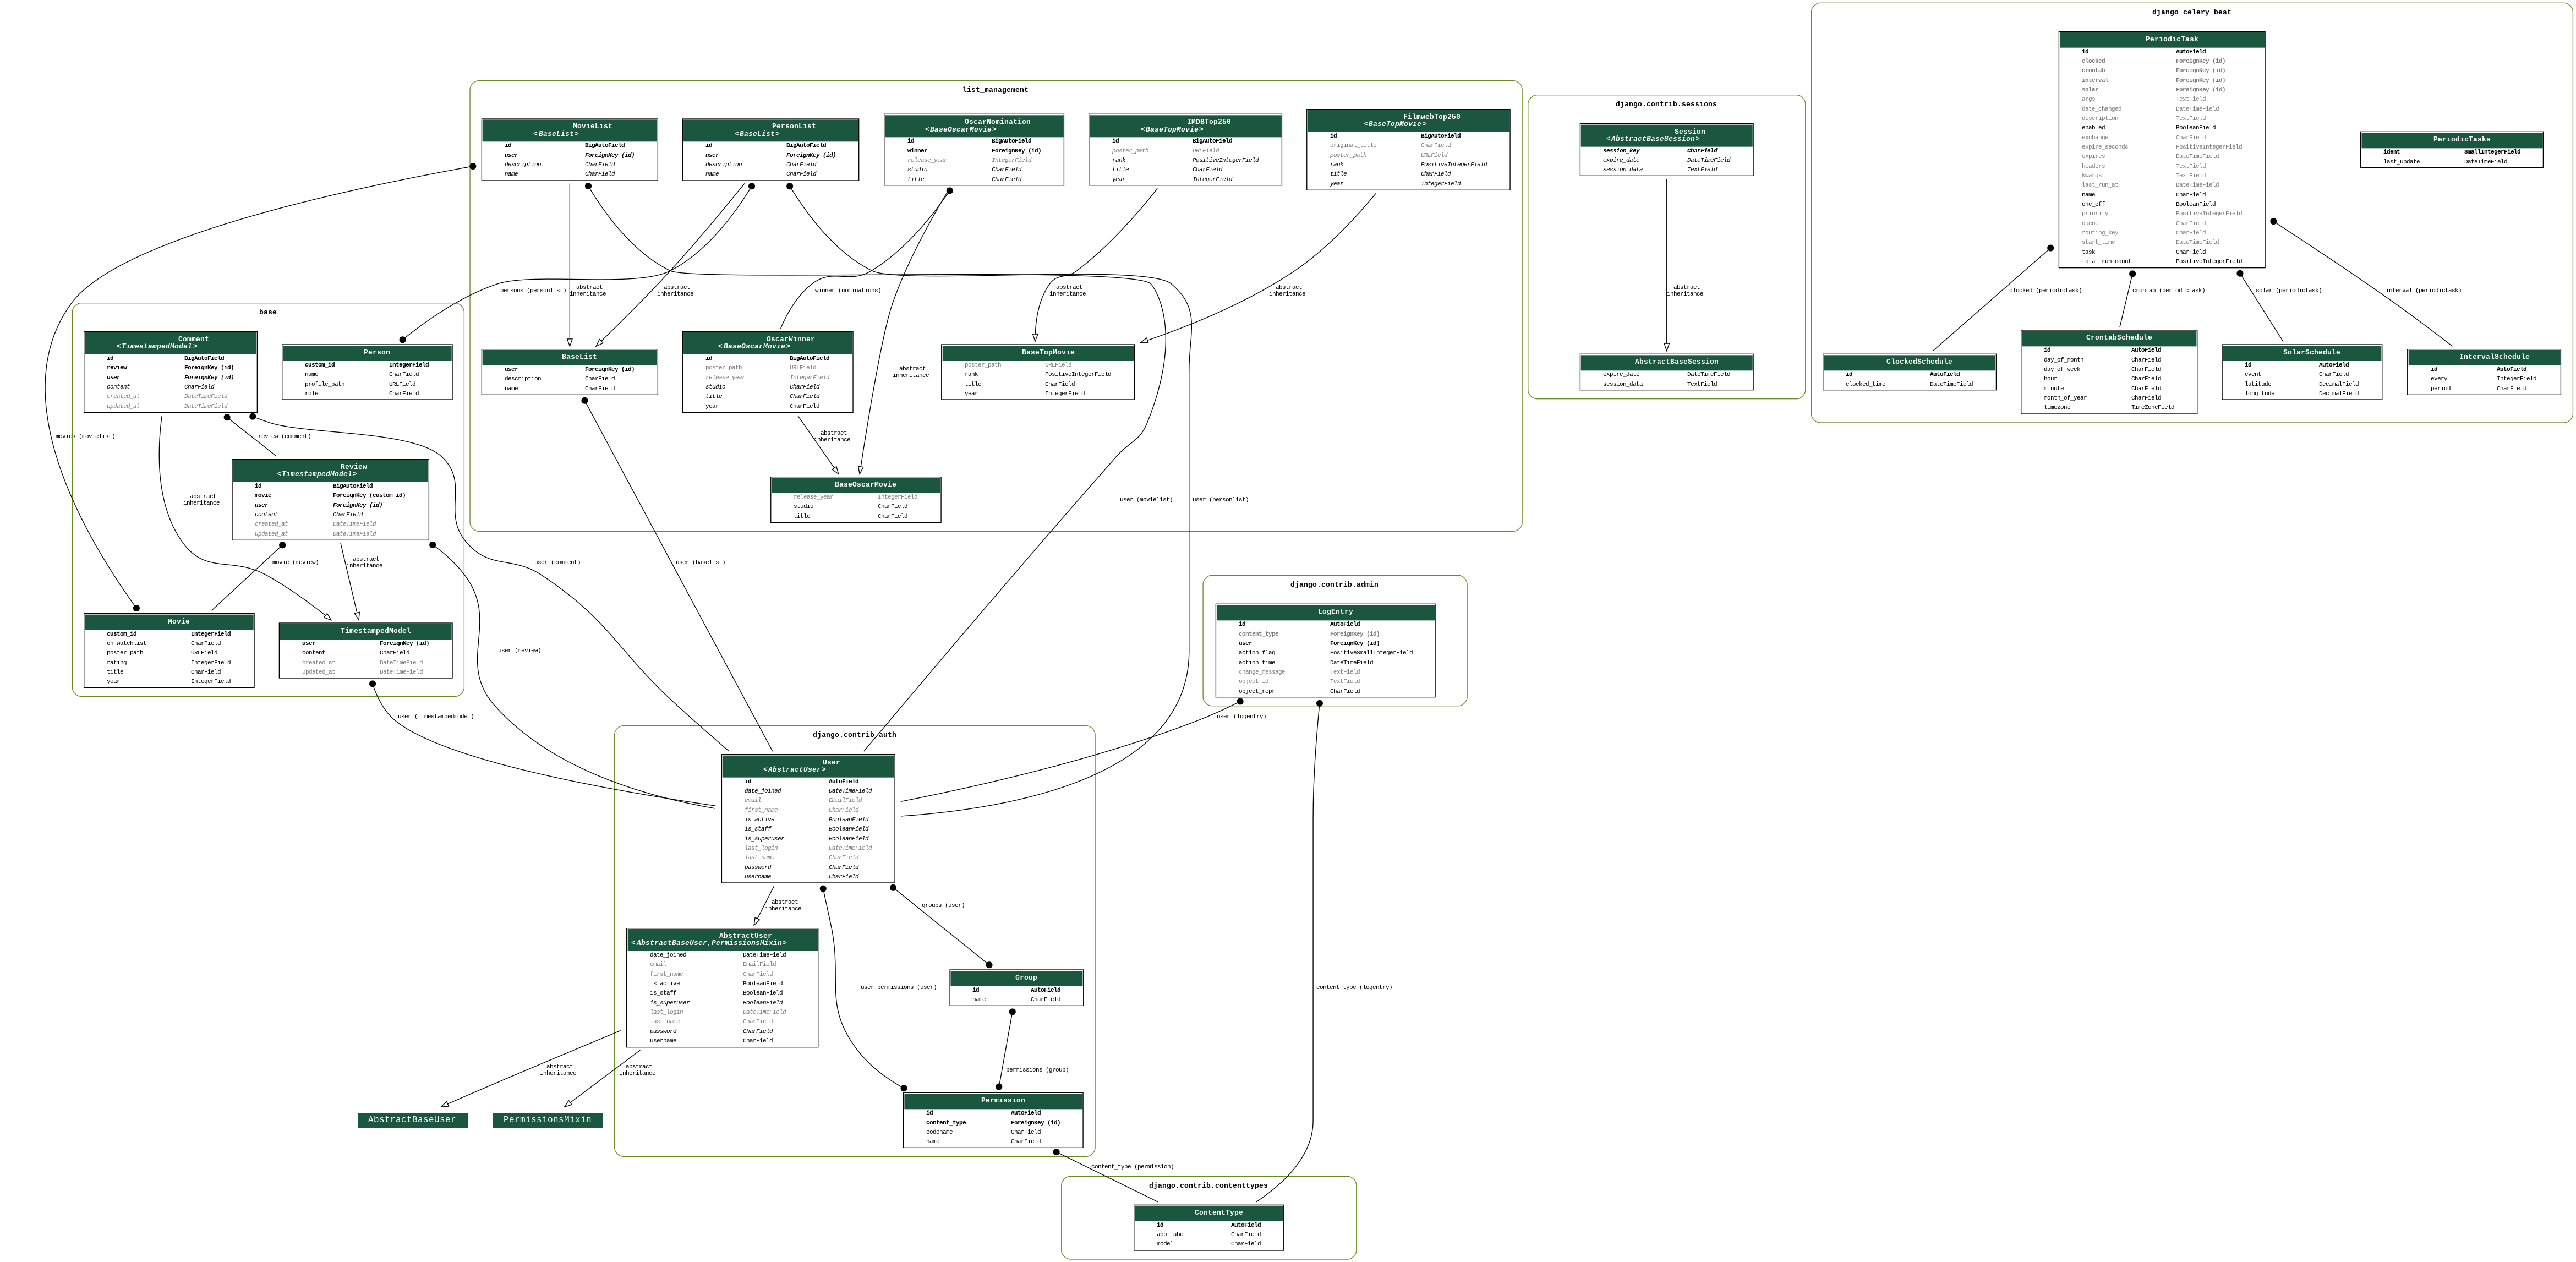 django_celery_beat
PeriodicTask
id AutoField
clocked ForeignKey (id)
crontab ForeignKey (id)
interval ForeignKey (id)
solar ForeignKey (id)
args TextField
date_changed DateTimeField
description TextField
enabled BooleanField
exchange CharField
expire_seconds PositiveIntegerField
expires DateTimeField
headers TextField
kwargs TextField
last_run_at DateTimeField
name CharField
one_off BooleanField
priority PositiveIntegerField
queue CharField
routing_key CharField
start_time DateTimeField
task CharField
total_run_count PositiveIntegerField
PeriodicTasks
ident SmallIntegerField
last_update DateTimeField
clocked (periodictask)
crontab (periodictask)
solar (periodictask)
interval (periodictask)
ClockedSchedule
id AutoField
clocked_time DateTimeField
CrontabSchedule
id AutoField
day_of_month CharField
day_of_week CharField
hour CharField
minute CharField
month_of_year CharField
timezone TimeZoneField
SolarSchedule
id AutoField
event CharField
latitude DecimalField
longitude DecimalField
IntervalSchedule
id AutoField
every IntegerField
period CharField
list_management
MovieList
<BaseList>
id BigAutoField
user ForeignKey (id)
description CharField
name CharField
PersonList
<BaseList>
id BigAutoField
user ForeignKey (id)
description CharField
name CharField
OscarNomination
<BaseOscarMovie>
id BigAutoField
winner ForeignKey (id)
release_year IntegerField
studio CharField
title CharField
IMDBTop250
<BaseTopMovie>
id BigAutoField
poster_path URLField
rank PositiveIntegerField
title CharField
year IntegerField
FilmwebTop250
<BaseTopMovie>
id BigAutoField
original_title CharField
poster_path URLField
rank PositiveIntegerField
title CharField
year IntegerField
persons (personlist)
abstract
inheritance
abstract
inheritance
winner (nominations)
abstract
inheritance
abstract
inheritance
BaseList
user ForeignKey (id)
description CharField
name CharField
OscarWinner
<BaseOscarMovie>
id BigAutoField
poster_path URLField
release_year IntegerField
studio CharField
title CharField
year CharField
abstract
inheritance
BaseTopMovie
poster_path URLField
rank PositiveIntegerField
title CharField
year IntegerField
abstract
inheritance
BaseOscarMovie
release_year IntegerField
studio CharField
title CharField
user (movielist)
user (personlist)
django.contrib.sessions
Session
<AbstractBaseSession>
session_key CharField
expire_date DateTimeField
session_data TextField
abstract
inheritance
AbstractBaseSession
expire_date DateTimeField
session_data TextField
base
Comment
<TimestampedModel>
id BigAutoField
review ForeignKey (id)
user ForeignKey (id)
content CharField
created_at DateTimeField
updated_at DateTimeField
Person
custom_id IntegerField
name CharField
profile_path URLField
role CharField
movies (movielist)
review (comment)
Review
<TimestampedModel>
id BigAutoField
movie ForeignKey (custom_id)
user ForeignKey (id)
content CharField
created_at DateTimeField
updated_at DateTimeField
abstract
inheritance
movie (review)
abstract
inheritance
user (comment)
user (baselist)
Movie
custom_id IntegerField
on_watchlist CharField
poster_path URLField
rating IntegerField
title CharField
year IntegerField
TimestampedModel
user ForeignKey (id)
content CharField
created_at DateTimeField
updated_at DateTimeField
user (review)
user (timestampedmodel)
django.contrib.admin
LogEntry
id AutoField
content_type ForeignKey (id)
user ForeignKey (id)
action_flag PositiveSmallIntegerField
action_time DateTimeField
change_message TextField
object_id TextField
object_repr CharField
user (logentry)
django.contrib.auth
User
<AbstractUser>
id AutoField
date_joined DateTimeField
email EmailField
first_name CharField
is_active BooleanField
is_staff BooleanField
is_superuser BooleanField
last_login DateTimeField
last_name CharField
password CharField
username CharField
abstract
inheritance
groups (user)
AbstractUser
<AbstractBaseUser,PermissionsMixin>
date_joined DateTimeField
email EmailField
first_name CharField
is_active BooleanField
is_staff BooleanField
is_superuser BooleanField
last_login DateTimeField
last_name CharField
password CharField
username CharField
user_permissions (user)
Group
id AutoField
name CharField
content_type (logentry)
abstract
inheritance
abstract
inheritance
permissions (group)
AbstractBaseUser
PermissionsMixin
Permission
id AutoField
content_type ForeignKey (id)
codename CharField
name CharField
content_type (permission)
django.contrib.contenttypes
ContentType
id AutoField
app_label CharField
model CharField